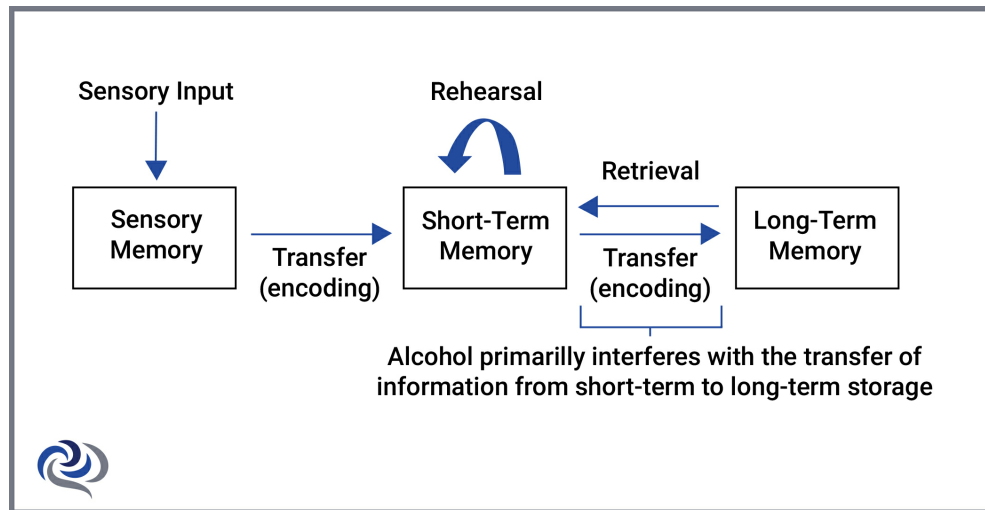 Sensory Input
Rehearsal
Retrieval
Sensory
Memory
Transfer
(encoding)
Short-Term
Memory
Transfer
(encoding)
Long-Term
Memory
Alcohol primarilly interferes with the transfer of
information from short-term to long-term storage